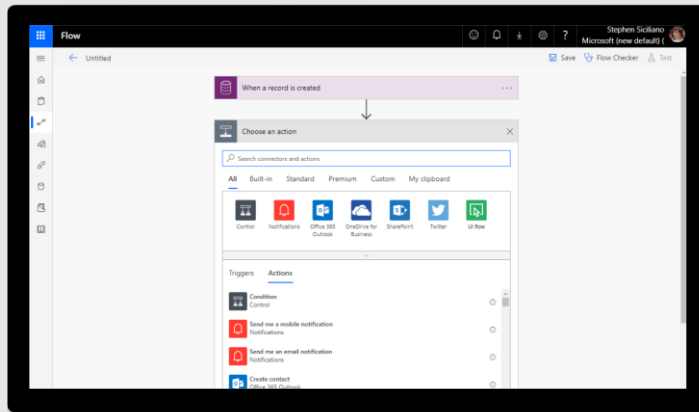 Flow
?
Stephen Siciliano
Microsoft (new default) (
Untitled
Save
Flow Checker
Test
When a record is created
Choose an action
Search connectors and actions
All Built-in Standard Premium Custom My clipboard
Control Notifications Office 365 Outlook OneDrive for Business SharePoint Twitter UI flow
Triggers Actions
Condition
Control
Send me a mobile notification
Notifications
Send me an email notification
Notifications
Create contact
Office 365 Outlook